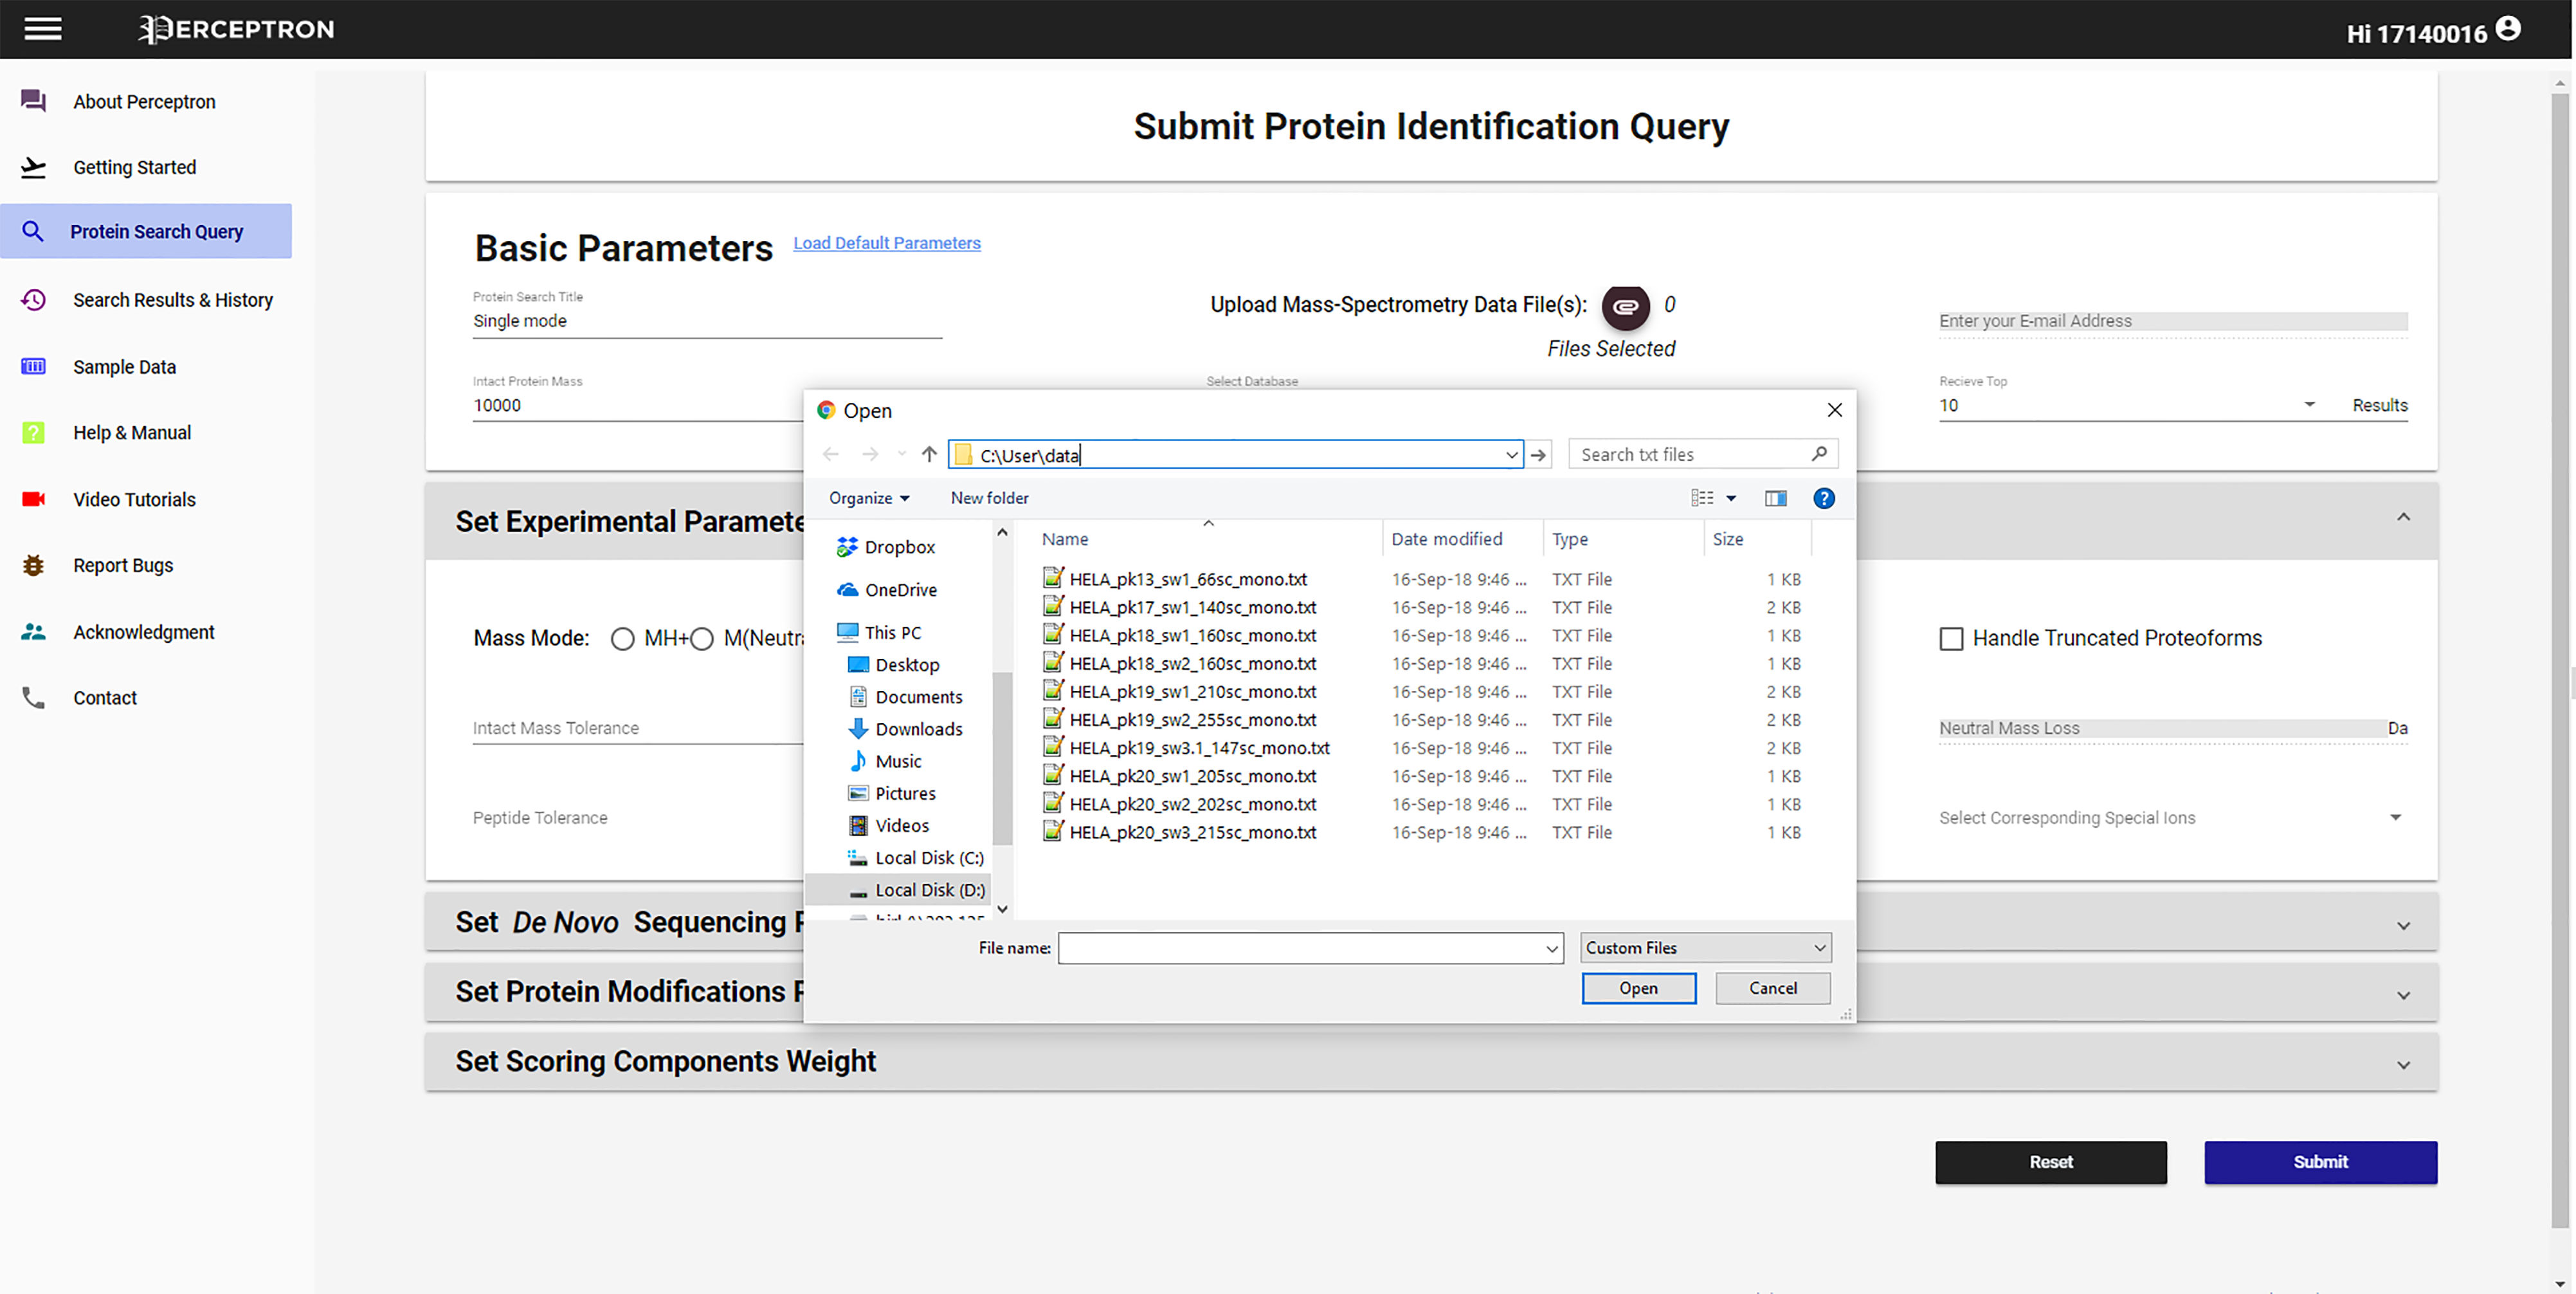 PERCEPTRON
Hi 17140016
About Perceptron
Getting Started
Protein Search Query
Search Results & History
Sample Data
Help & Manual
Video Tutorials
Report Bugs
Acknowledgment
Contact
Submit Protein Identification Query
Basic Parameters Load Default Parameters
Protein Search Title
Single mode
Upload Mass-Spectrometry Data File(s): 0
Files Selected
Enter your E-mail Address
Intact Protein Mass
10000
Select Database
Recieve Top
10 Results
Set Experimental Paramete
Mass Mode: MH+ M(Neutra
Handle Truncated Proteoforms
Intact Mass Tolerance
Neutral Mass Loss Da
Peptide Tolerance
Select Corresponding Special Ions
Set De Novo Sequencing P
Set Protein Modifications P
Set Scoring Components Weight
Reset
Submit
Open
C:\User\data
Search txt files
Organize
New folder
Dropbox
OneDrive
This PC
Desktop
Documents
Downloads
Music
Pictures
Videos
Local Disk (C:)
Local Disk (D:)
Name Date modified Type Size
HELA_pk13_sw1_66sc_mono.txt 16-Sep-18 9:46 ... TXT File 1 KB
HELA_pk17_sw1_140sc_mono.txt 16-Sep-18 9:46 ... TXT File 2 KB
HELA_pk18_sw1_160sc_mono.txt 16-Sep-18 9:46 ... TXT File 1 KB
HELA_pk18_sw2_160sc_mono.txt 16-Sep-18 9:46 ... TXT File 1 KB
HELA_pk19_sw1_210sc_mono.txt 16-Sep-18 9:46 ... TXT File 2 KB
HELA_pk19_sw2_255sc_mono.txt 16-Sep-18 9:46 ... TXT File 2 KB
HELA_pk19_sw3.1_147sc_mono.txt 16-Sep-18 9:46 ... TXT File 2 KB
HELA_pk20_sw1_205sc_mono.txt 16-Sep-18 9:46 ... TXT File 1 KB
HELA_pk20_sw2_202sc_mono.txt 16-Sep-18 9:46 ... TXT File 1 KB
HELA_pk20_sw3_215sc_mono.txt 16-Sep-18 9:46 ... TXT File 1 KB
File name:
Custom Files
Open
Cancel